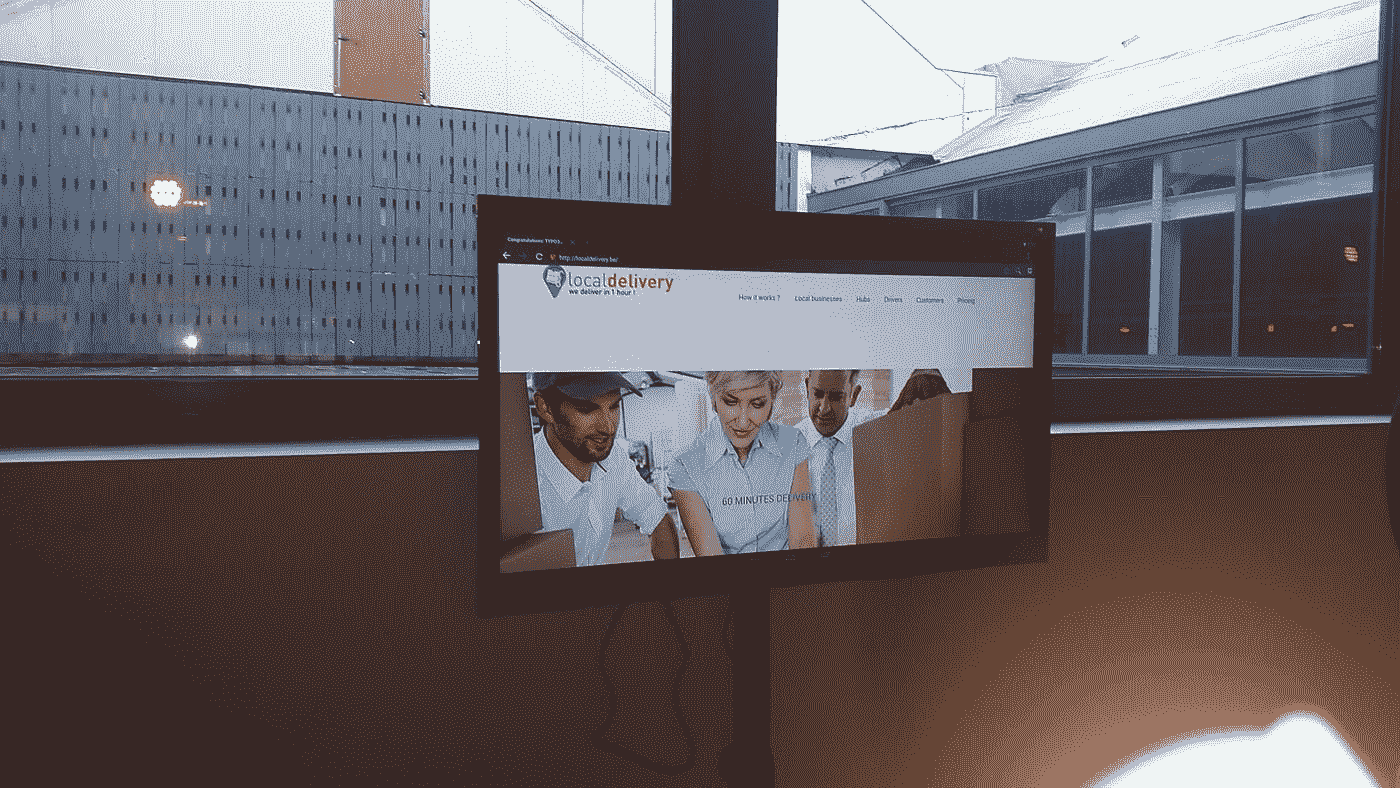 Congratulations: TYPO3..
http://localdelivery.be/
localdelivery
we deliver in 1 hour !
How it works ? Local businesses Hubs Drivers Customers Pricing
60 MINUTES DELIVERY